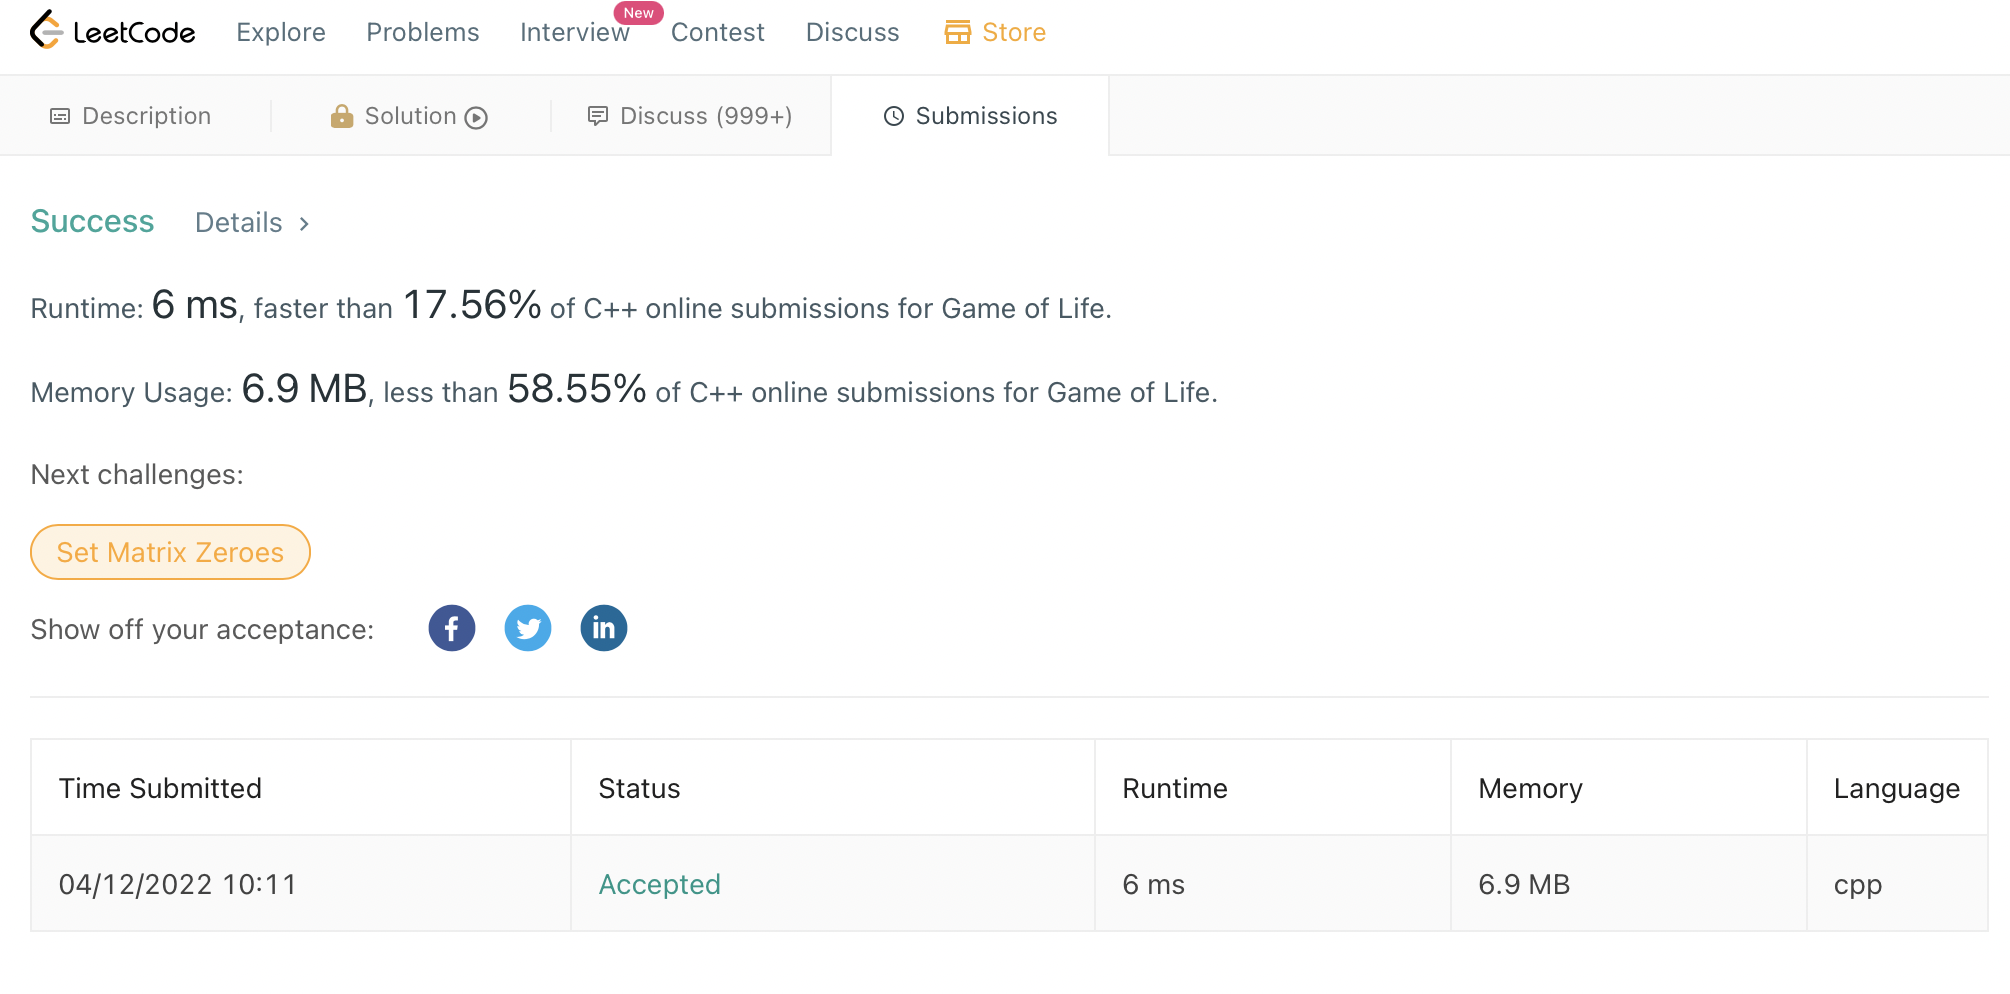 LeetCode Explore Problems Interview New Contest Discuss Store
Description Solution Discuss (999+) Submissions
Success Details >
Runtime: 6 ms, faster than 17.56% of C++ online submissions for Game of Life.
Memory Usage: 6.9 MB, less than 58.55% of C++ online submissions for Game of Life.
Next challenges:
Set Matrix Zeroes
Show off your acceptance:
Time Submitted Status Runtime Memory Language
04/12/2022 10:11 Accepted 6 ms 6.9 MB cpp